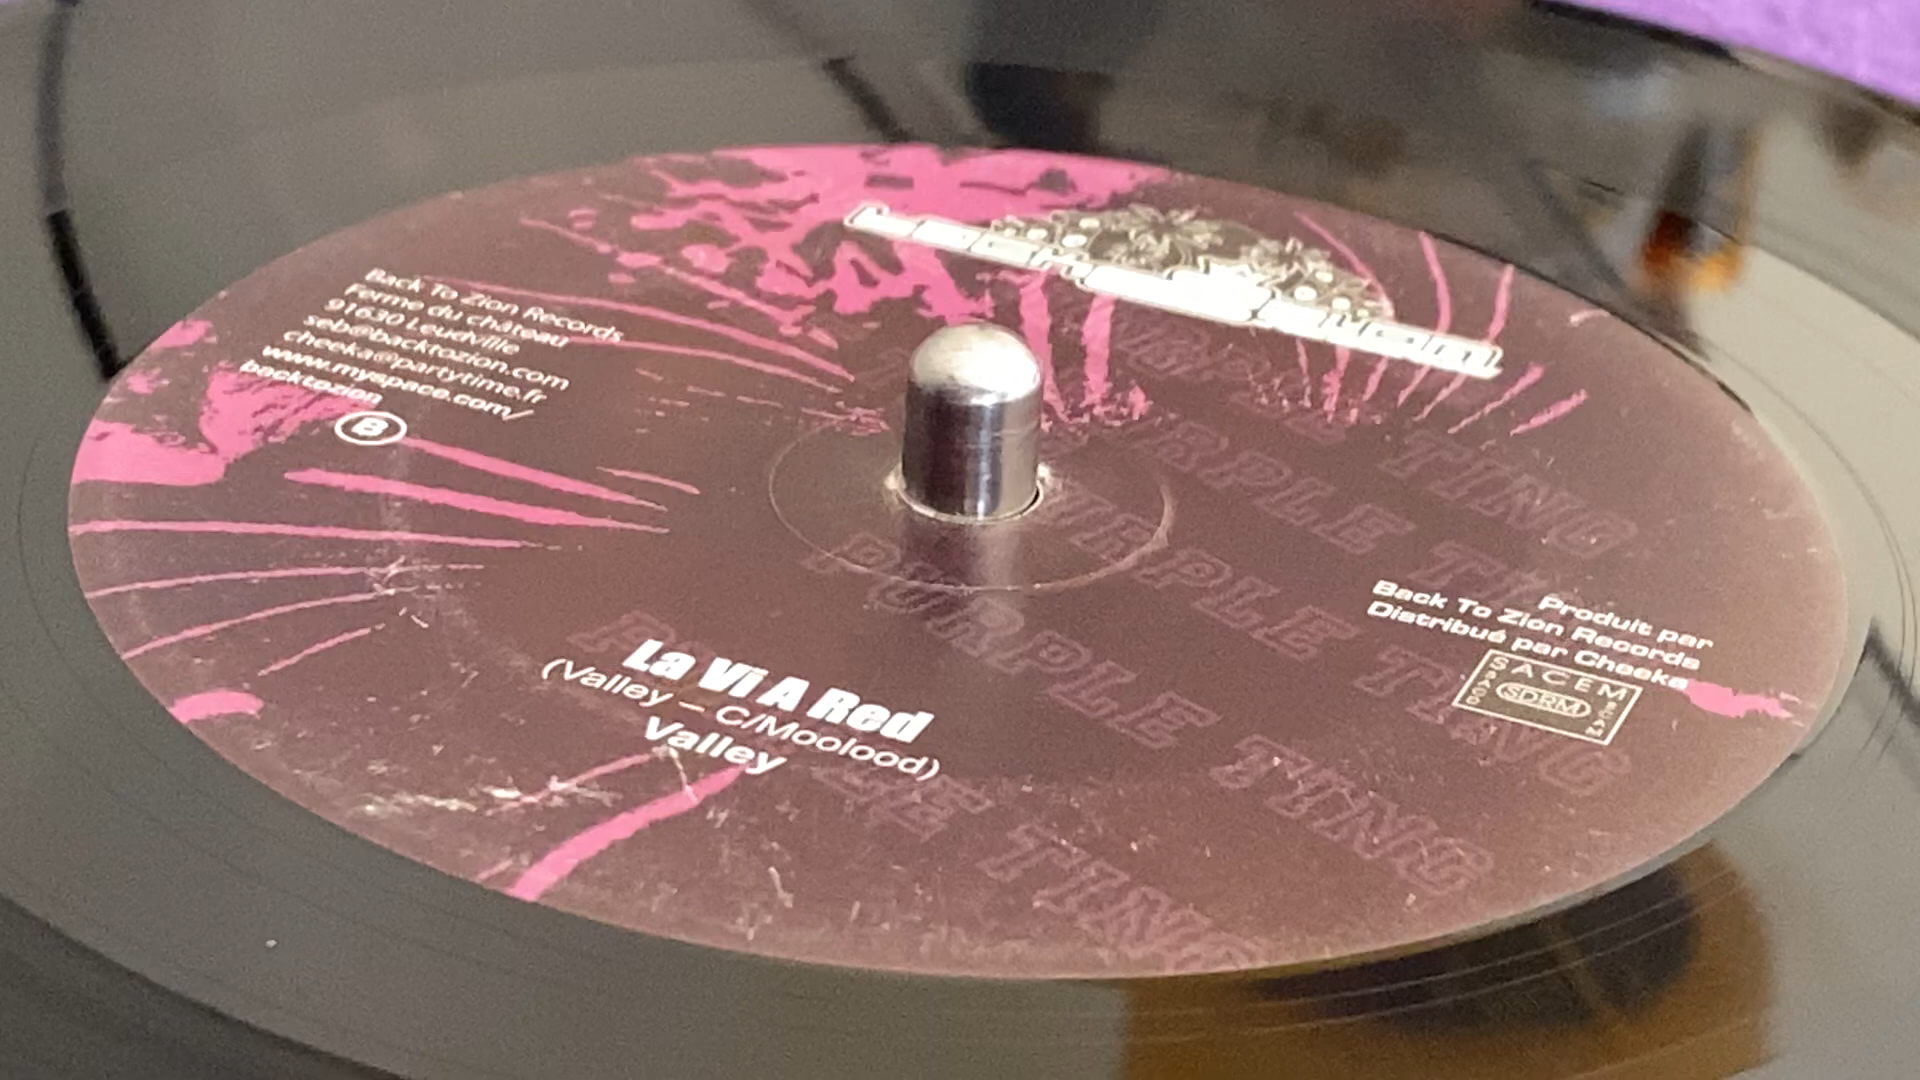 Back To Zion Records
Ferme du château
91630 Leudville
seb@backtozion.com
cheeka@partytime.fr
www.myspace.com/
backtozion
B
PURPLE TING
PURPLE TING
PURPLE TING
PURPLE TING
La Vi A Red
(Valley – C/Moolood)
Valley
Produit par
Back To Zion Records
Distribué par Cheeka
SACEM
SDRM